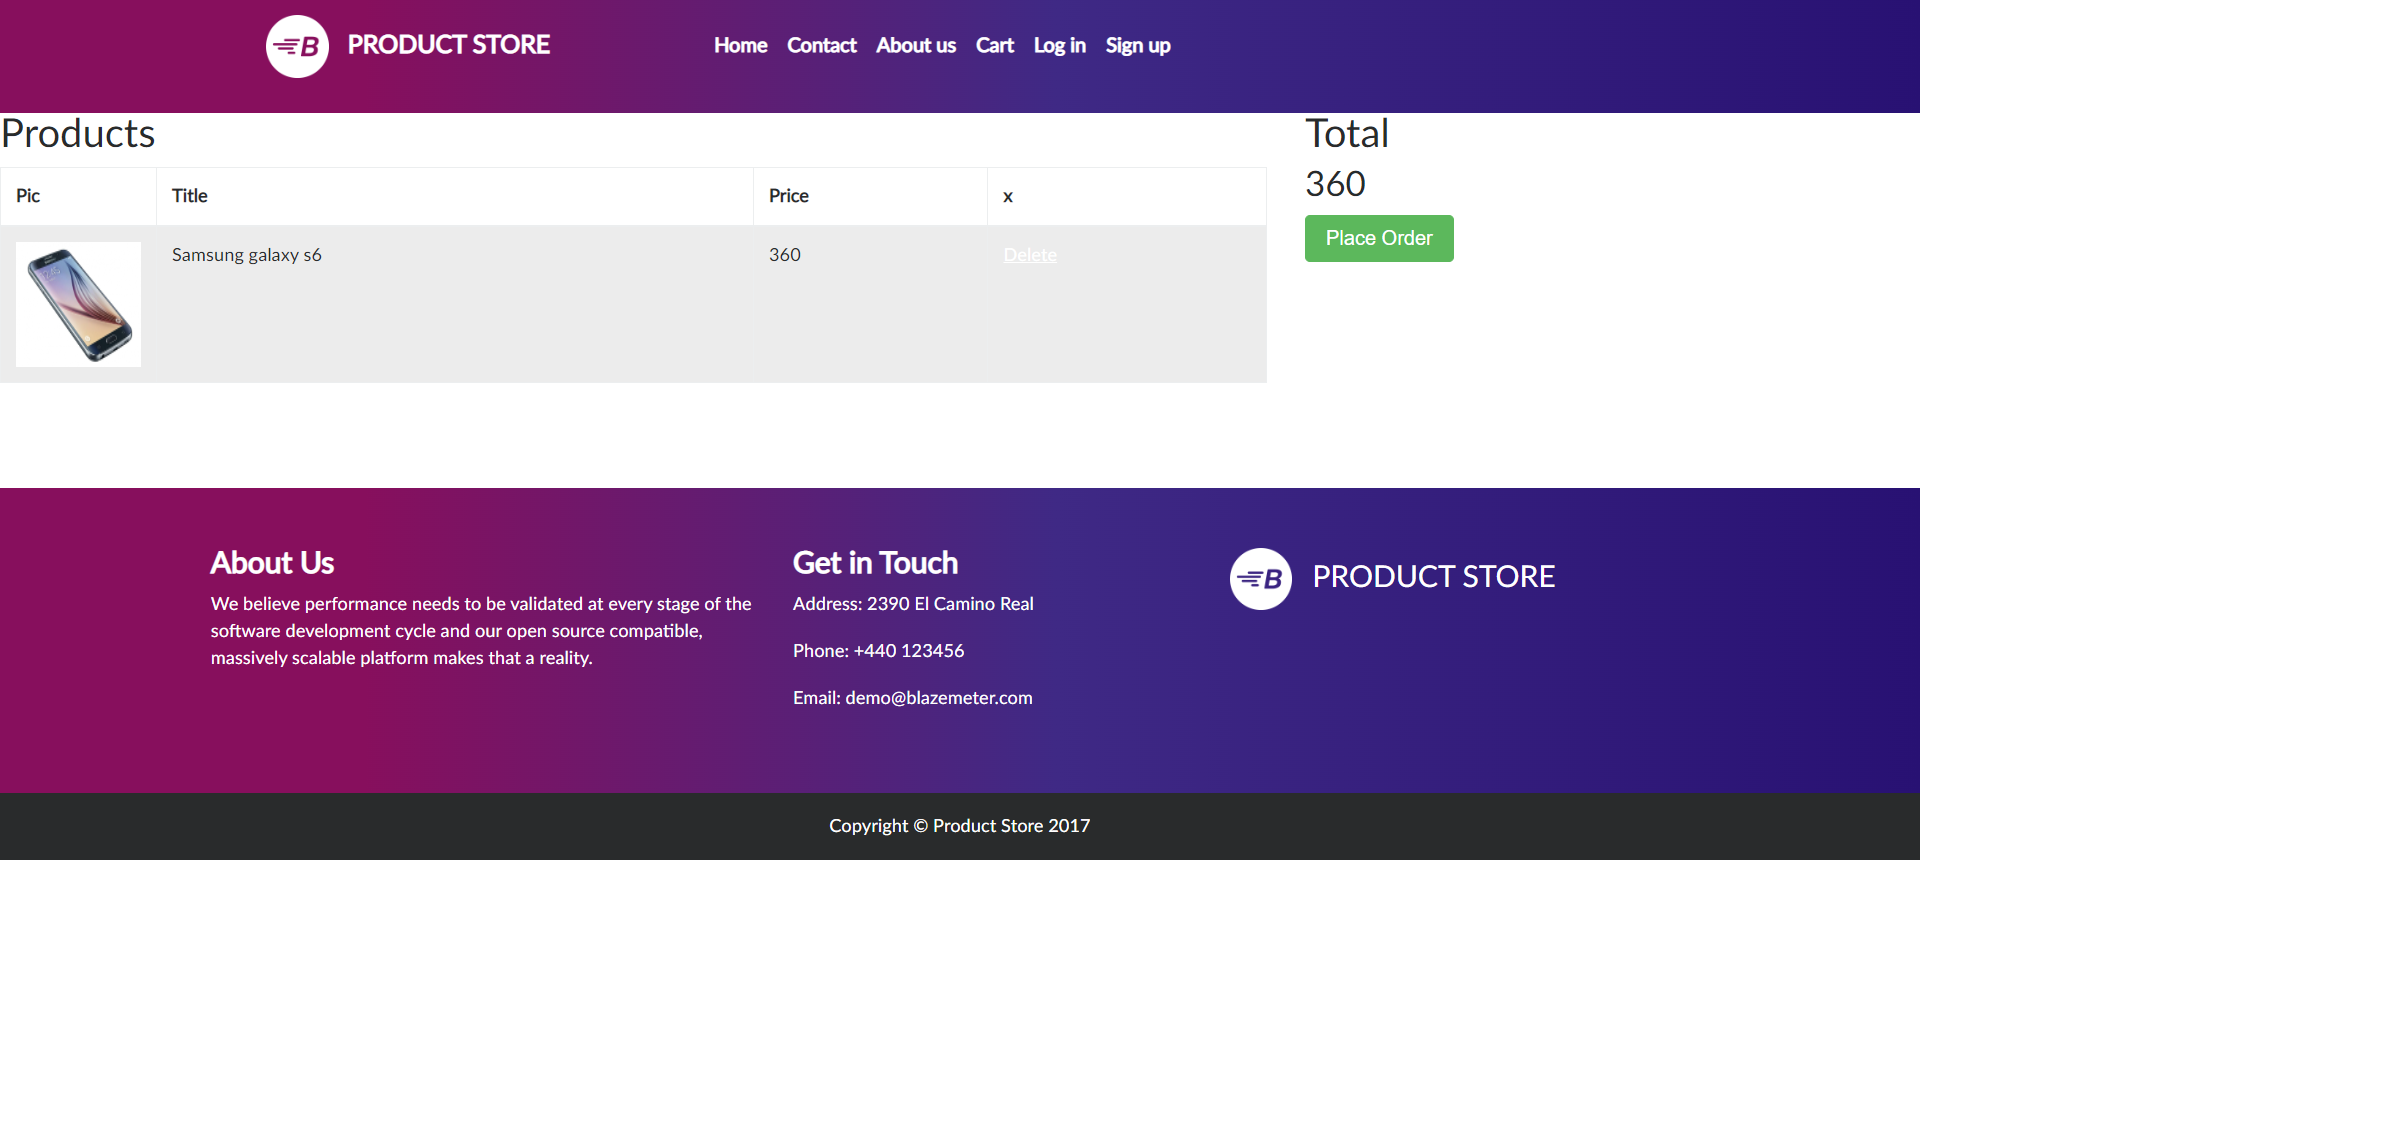 B PRODUCT STORE
Home Contact About us Cart Log in Sign up
Products
Pic Title Price x
Samsung galaxy s6 360 Delete
Total
360
Place Order
About Us
We believe performance needs to be validated at every stage of the
software development cycle and our open source compatible,
massively scalable platform makes that a reality.
Get in Touch
Address: 2390 El Camino Real
Phone: +440 123456
Email: demo@blazemeter.com
B PRODUCT STORE
Copyright © Product Store 2017